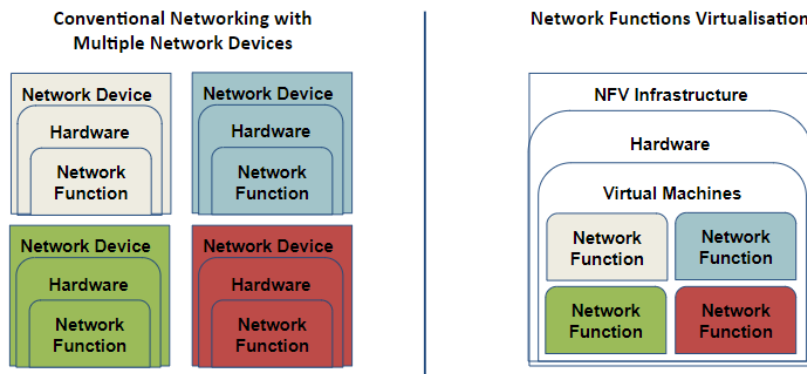 Conventional Networking with
Multiple Network Devices
Network Device
Hardware
Network
Function
Network Device
Hardware
Network
Function
Network Device
Hardware
Network
Function
Network Device
Hardware
Network
Function
Network Functions Virtualisation
NFV Infrastructure
Hardware
Virtual Machines
Network
Function
Network
Function
Network
Function
Network
Function